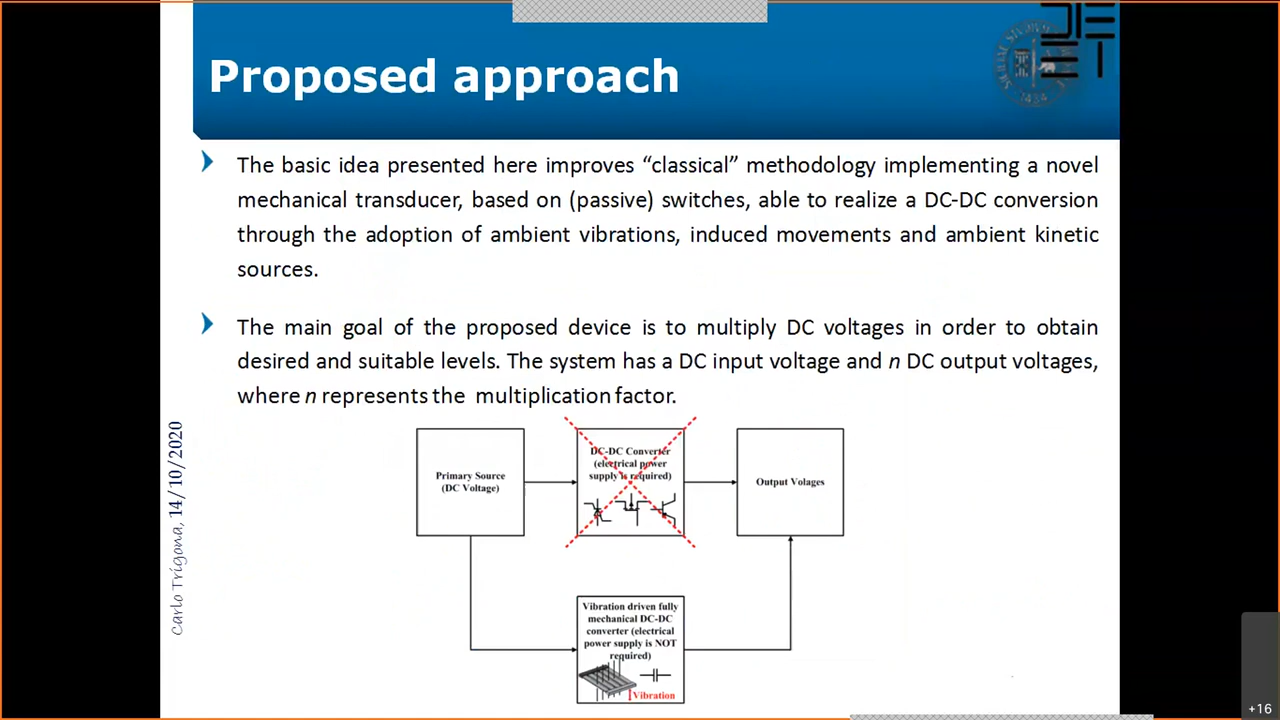 Proposed approach
The basic idea presented here improves “classical” methodology implementing a novel
mechanical transducer, based on (passive) switches, able to realize a DC-DC conversion
through the adoption of ambient vibrations, induced movements and ambient kinetic
sources.
The main goal of the proposed device is to multiply DC voltages in order to obtain
desired and suitable levels. The system has a DC input voltage and n DC output voltages,
where n represents the multiplication factor.
Primary Source
(DC Voltage)
DC-DC Converter
(electrical power
supply is required)
Output Volages
Vibration driven fully
mechanical DC-DC
converter (electrical
power supply is NOT
required)
Vibration
Carlo Trigona, 14/10/2020
+16